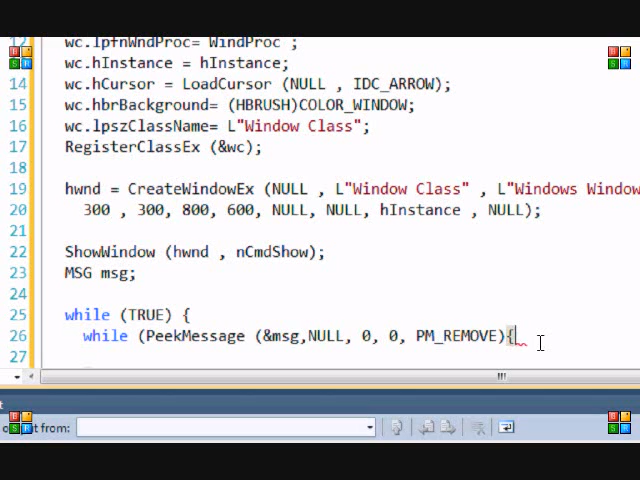 12 wc.lpfnWndProc= WindProc ;
wc.hInstance = hInstance;
14 wc.hCursor = LoadCursor (NULL , IDC_ARROW);
15 wc.hbrBackground= (HBRUSH)COLOR_WINDOW;
16 wc.lpszClassName= L"Window Class";
17 RegisterClassEx (&wc);
18
19 hwnd = CreateWindowEx (NULL , L"Window Class" , L"Windows Window
20 300 , 300, 800, 600, NULL, NULL, hInstance , NULL);
21
22 ShowWindow (hwnd , nCmdShow);
23 MSG msg;
24
25 while (TRUE) {
26 while (PeekMessage (&msg,NULL, 0, 0, PM_REMOVE){
27
t from: